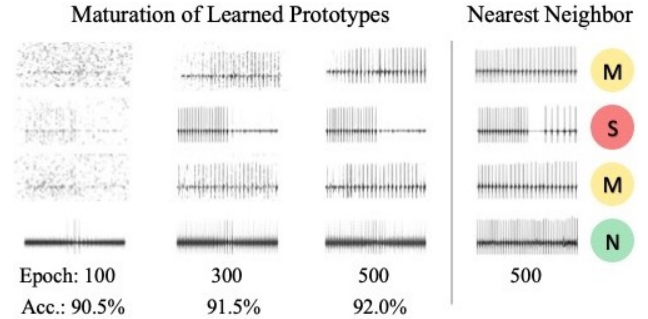 Maturation of Learned Prototypes
Nearest Neighbor
M
S
M
N
Epoch: 100 300 500 500
Acc.: 90.5% 91.5% 92.0%